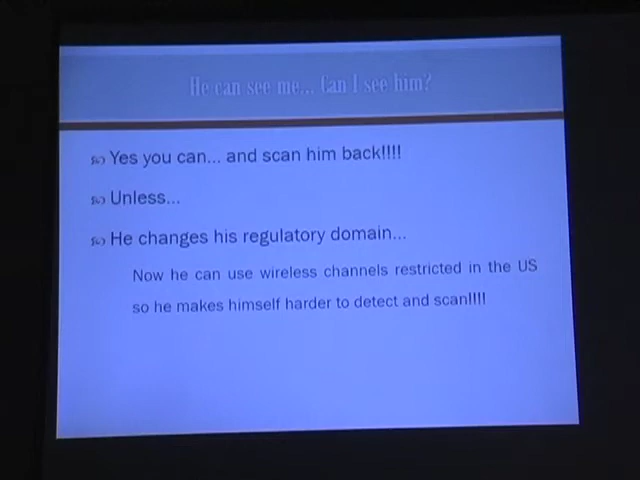 He can see me... Can I see him?
Yes you can... and scan him back!!!!
Unless...
He changes his regulatory domain...
Now he can use wireless channels restricted in the US
so he makes himself harder to detect and scan!!!!